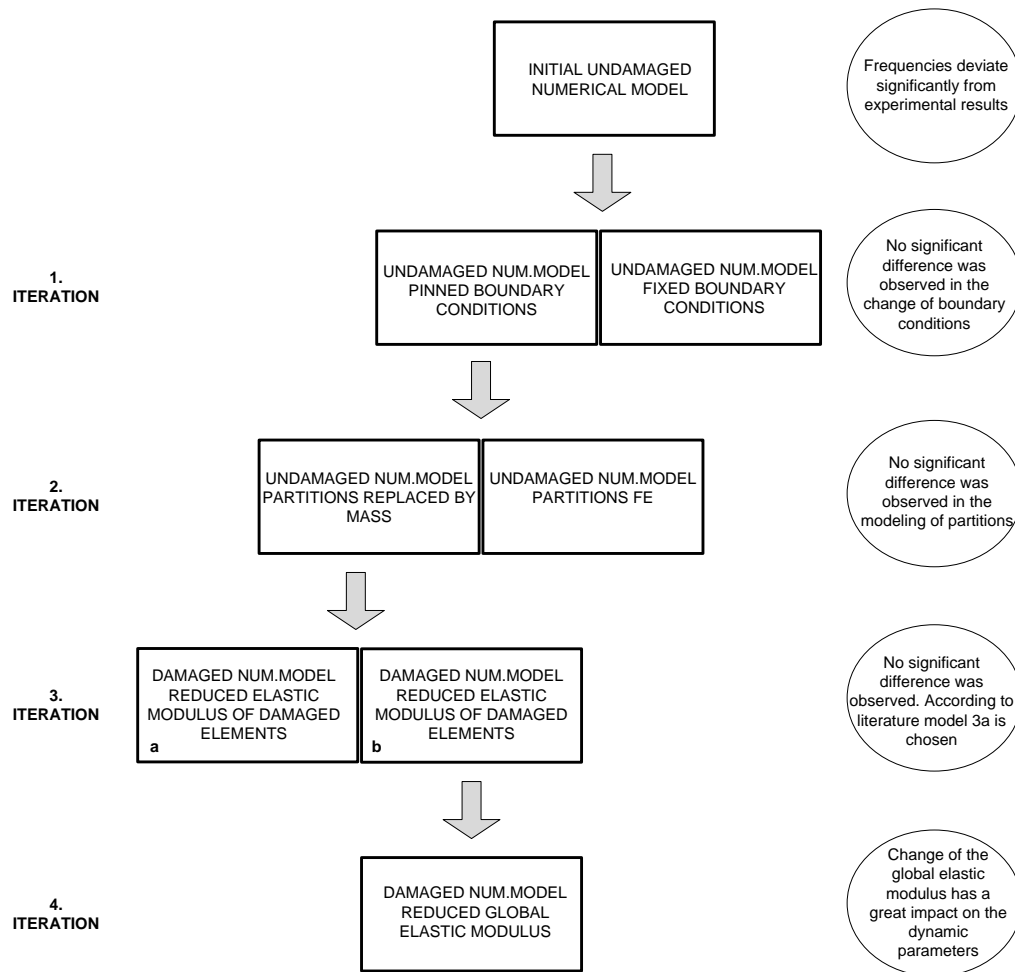 INITIAL UNDAMAGED
NUMERICAL MODEL
Frequencies deviate
significantly from
experimental results
1.
ITERATION
UNDAMAGED NUM.MODEL
PINNED BOUNDARY
CONDITIONS
UNDAMAGED NUM.MODEL
FIXED BOUNDARY
CONDITIONS
No significant
difference was
observed in the
change of boundary
conditions
2.
ITERATION
UNDAMAGED NUM.MODEL
PARTITIONS REPLACED BY
MASS
UNDAMAGED NUM.MODEL
PARTITIONS FE
No significant
difference was
observed in the
modeling of partitions
3.
ITERATION
DAMAGED NUM.MODEL
REDUCED ELASTIC
MODULUS OF DAMAGED
ELEMENTS
a
DAMAGED NUM.MODEL
REDUCED ELASTIC
MODULUS OF DAMAGED
ELEMENTS
b
No significant
difference was
observed. According to
literature model 3a is
chosen
4.
ITERATION
DAMAGED NUM.MODEL
REDUCED GLOBAL
ELASTIC MODULUS
Change of the
global elastic
modulus has a
great impact on the
dynamic
parameters